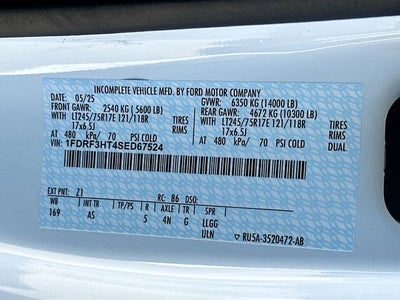 INCOMPLETE VEHICLE MFD. BY FORD MOTOR COMPANY
DATE: 05/25 GVWR: 6350 KG (14000 LB)
FRONT GAWR: 2540 KG (5600 LB) REAR GAWR: 4672 KG (10300 LB)
LT245/75R17E 121/118R TIRES LT245/75R17E 121/118R TIRES
17x6.5J RIMS 17x6.5J RIMS
AT 480 kPa/ 70 PSI COLD AT 480 kPa/ 70 PSI COLD DUAL
VIN: 1FDRF3HT4SED67524
EXT PNT: Z1 RC: 86 DSO:
WB INT TR TP/PS R AXLE TR SPR
169 AS 5 4N G LLGG
ULN ▽ RU5A-3520472-AB